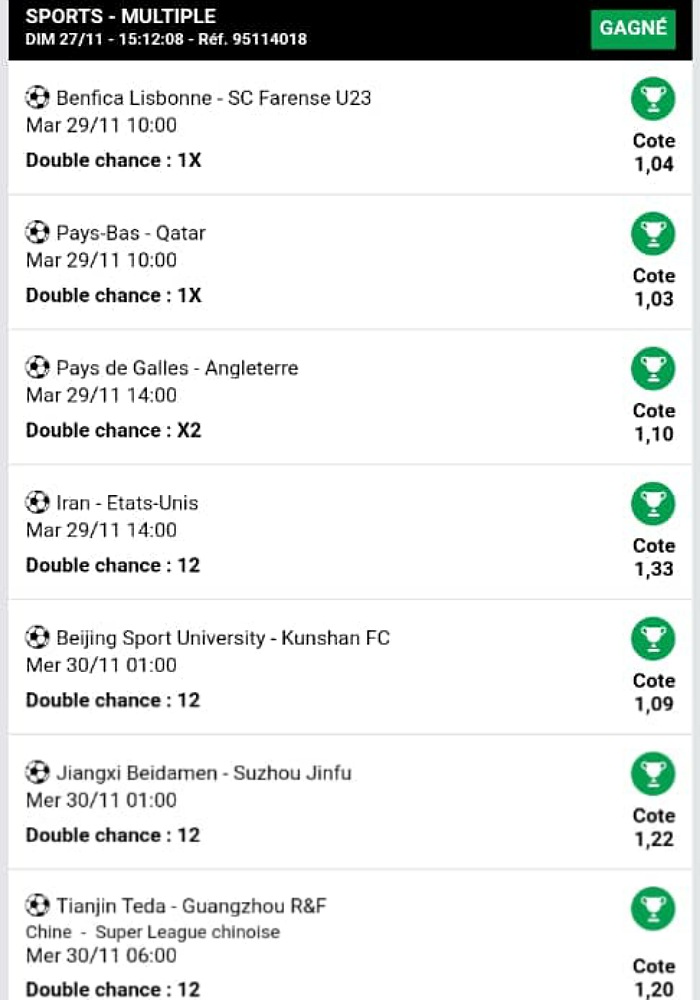 SPORTS - MULTIPLE
DIM 27/11 - 15:12:08 - Réf. 95114018
GAGNÉ
Benfica Lisbonne - SC Farense U23
Mar 29/11 10:00
Double chance : 1X
Cote
1,04
Pays-Bas - Qatar
Mar 29/11 10:00
Double chance : 1X
Cote
1,03
Pays de Galles - Angleterre
Mar 29/11 14:00
Double chance : X2
Cote
1,10
Iran - Etats-Unis
Mar 29/11 14:00
Double chance : 12
Cote
1,33
Beijing Sport University - Kunshan FC
Mer 30/11 01:00
Double chance : 12
Cote
1,09
Jiangxi Beidamen - Suzhou Jinfu
Mer 30/11 01:00
Double chance : 12
Cote
1,22
Tianjin Teda - Guangzhou R&F
Chine - Super League chinoise
Mer 30/11 06:00
Double chance : 12
Cote
1,20